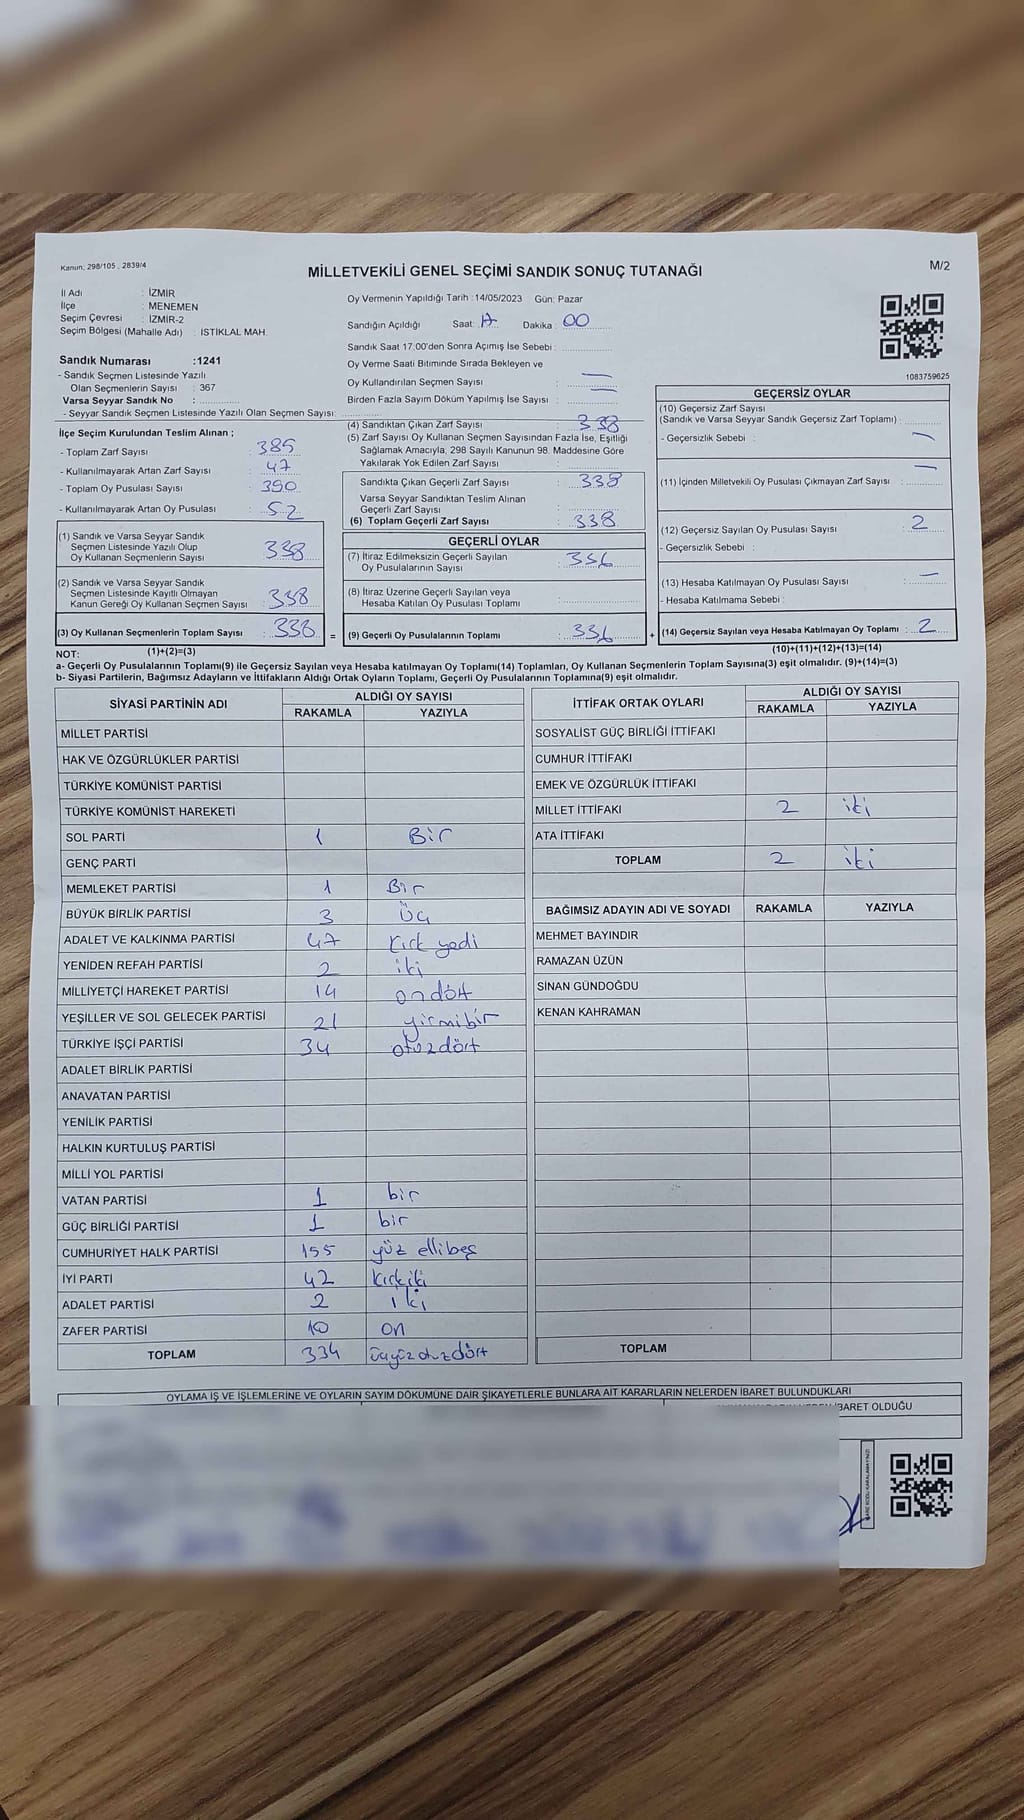 Kanun; 298/105 , 2839/4
MİLLETVEKİLİ GENEL SEÇİMİ SANDIK SONUÇ TUTANAĞI
M/2
İl Adı : İZMİR
İlçe : MENEMEN
Seçim Çevresi : İZMİR-2
Seçim Bölgesi (Mahalle Adı) : ISTİKLAL MAH.
Oy Vermenin Yapıldığı Tarih : 14/05/2023 Gün: Pazar
Sandığın Açıldığı Saat: 17 Dakika : 00
Sandık Saat 17:00'den Sonra Açımış İse Sebebi :
Oy Verme Saati Bitiminde Sırada Bekleyen ve
Oy Kullandırılan Seçmen Sayısı : —
Birden Fazla Sayım Döküm Yapılmış İse Sayısı : —
1083759625
Sandık Numarası :1241
- Sandık Seçmen Listesinde Yazılı
Olan Seçmenlerin Sayısı : 367
Varsa Seyyar Sandık No :
- Seyyar Sandık Seçmen Listesinde Yazılı Olan Seçmen Sayısı:
İlçe Seçim Kurulundan Teslim Alınan ;
- Toplam Zarf Sayısı : 385
- Kullanılmayarak Artan Zarf Sayısı : 47
- Toplam Oy Pusulası Sayısı : 390
- Kullanılmayarak Artan Oy Pusulası : 52
(1) Sandık ve Varsa Seyyar Sandık
Seçmen Listesinde Yazılı Olup
Oy Kullanan Seçmenlerin Sayısı : 338
(2) Sandık ve Varsa Seyyar Sandık
Seçmen Listesinde Kayıtlı Olmayan
Kanun Gereği Oy Kullanan Seçmen Sayısı : 338
(3) Oy Kullanan Seçmenlerin Toplam Sayısı : 338
(4) Sandıktan Çıkan Zarf Sayısı : 338
(5) Zarf Sayısı Oy Kullanan Seçmen Sayısından Fazla İse, Eşitliği
Sağlamak Amacıyla, 298 Sayılı Kanunun 98. Maddesine Göre
Yakılarak Yok Edilen Zarf Sayısı :
Sandıkta Çıkan Geçerli Zarf Sayısı : 338
Varsa Seyyar Sandıktan Teslim Alınan
Geçerli Zarf Sayısı :
(6) Toplam Geçerli Zarf Sayısı : 338
GEÇERLİ OYLAR
(7) İtiraz Edilmeksizin Geçerli Sayılan
Oy Pusulalarının Sayısı : 336
(8) İtiraz Üzerine Geçerli Sayılan veya
Hesaba Katılan Oy Pusulası Toplamı :
= (9) Geçerli Oy Pusulalarının Toplamı : 336
GEÇERSİZ OYLAR
(10) Geçersiz Zarf Sayısı
(Sandık ve Varsa Seyyar Sandık Geçersiz Zarf Toplamı) :
- Geçersizlik Sebebi : —
(11) İçinden Milletvekili Oy Pusulası Çıkmayan Zarf Sayısı : —
(12) Geçersiz Sayılan Oy Pusulası Sayısı : 2
- Geçersizlik Sebebi :
(13) Hesaba Katılmayan Oy Pusulası Sayısı : —
- Hesaba Katılmama Sebebi :
+ (14) Geçersiz Sayılan veya Hesaba Katılmayan Oy Toplamı : 2
NOT: (1)+(2)=(3) (10)+(11)+(12)+(13)=(14)
a- Geçerli Oy Pusulalarının Toplamı(9) ile Geçersiz Sayılan veya Hesaba katılmayan Oy Toplamı(14) Toplamları, Oy Kullanan Seçmenlerin Toplam Sayısına(3) eşit olmalıdır. (9)+(14)=(3)
b- Siyasi Partilerin, Bağımsız Adayların ve İttifakların Aldığı Ortak Oyların Toplamı, Geçerli Oy Pusulalarının Toplamına(9) eşit olmalıdır.
SİYASİ PARTİNİN ADI ALDIĞI OY SAYISI
RAKAMLA YAZIYLA
MİLLET PARTİSİ
HAK VE ÖZGÜRLÜKLER PARTİSİ
TÜRKİYE KOMÜNİST PARTİSİ
TÜRKİYE KOMÜNİST HAREKETİ
SOL PARTİ 1 Bir
GENÇ PARTİ
MEMLEKET PARTİSİ 1 Bir
BÜYÜK BİRLİK PARTİSİ 3 Üç
ADALET VE KALKINMA PARTİSİ 47 kırk yedi
YENİDEN REFAH PARTİSİ 2 iki
MİLLİYETÇİ HAREKET PARTİSİ 14 ondört
YEŞİLLER VE SOL GELECEK PARTİSİ 21 yirmibir
TÜRKİYE İŞÇİ PARTİSİ 34 otuzdört
ADALET BİRLİK PARTİSİ
ANAVATAN PARTİSİ
YENİLİK PARTİSİ
HALKIN KURTULUŞ PARTİSİ
MİLLİ YOL PARTİSİ
VATAN PARTİSİ 1 bir
GÜÇ BİRLİĞİ PARTİSİ 1 bir
CUMHURİYET HALK PARTİSİ 155 yüz ellibeş
İYİ PARTİ 42 kırkiki
ADALET PARTİSİ 2 iki
ZAFER PARTİSİ 10 on
TOPLAM 334 üçyüzotuzdört
İTTİFAK ORTAK OYLARI ALDIĞI OY SAYISI
RAKAMLA YAZIYLA
SOSYALİST GÜÇ BİRLİĞİ İTTİFAKI
CUMHUR İTTİFAKI
EMEK VE ÖZGÜRLÜK İTTİFAKI
MİLLET İTTİFAKI 2 iki
ATA İTTİFAKI
TOPLAM 2 iki
BAĞIMSIZ ADAYIN ADI VE SOYADI RAKAMLA YAZIYLA
MEHMET BAYINDIR
RAMAZAN ÜZÜN
SİNAN GÜNDOĞDU
KENAN KAHRAMAN
TOPLAM
OYLAMA İŞ VE İŞLEMLERİNE VE OYLARIN SAYIM DÖKÜMÜNE DAİR ŞİKAYETLERLE BUNLARA AİT KARARLARIN NELERDEN İBARET BULUNDUKLARI
İBARET OLDUĞU